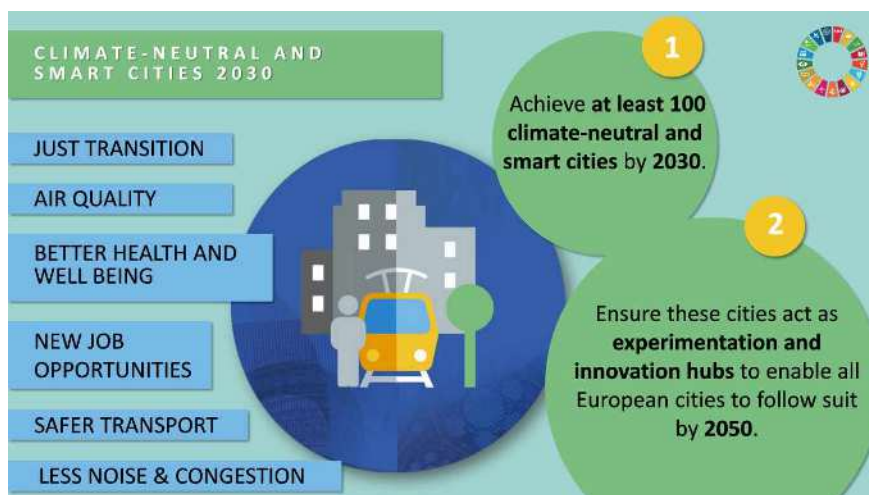 CLIMATE-NEUTRAL AND
SMART CITIES 2030
JUST TRANSITION
AIR QUALITY
BETTER HEALTH AND
WELL BEING
NEW JOB
OPPORTUNITIES
SAFER TRANSPORT
LESS NOISE & CONGESTION
1
Achieve at least 100
climate-neutral and
smart cities by 2030.
2
Ensure these cities act as
experimentation and
innovation hubs to enable all
European cities to follow suit
by 2050.